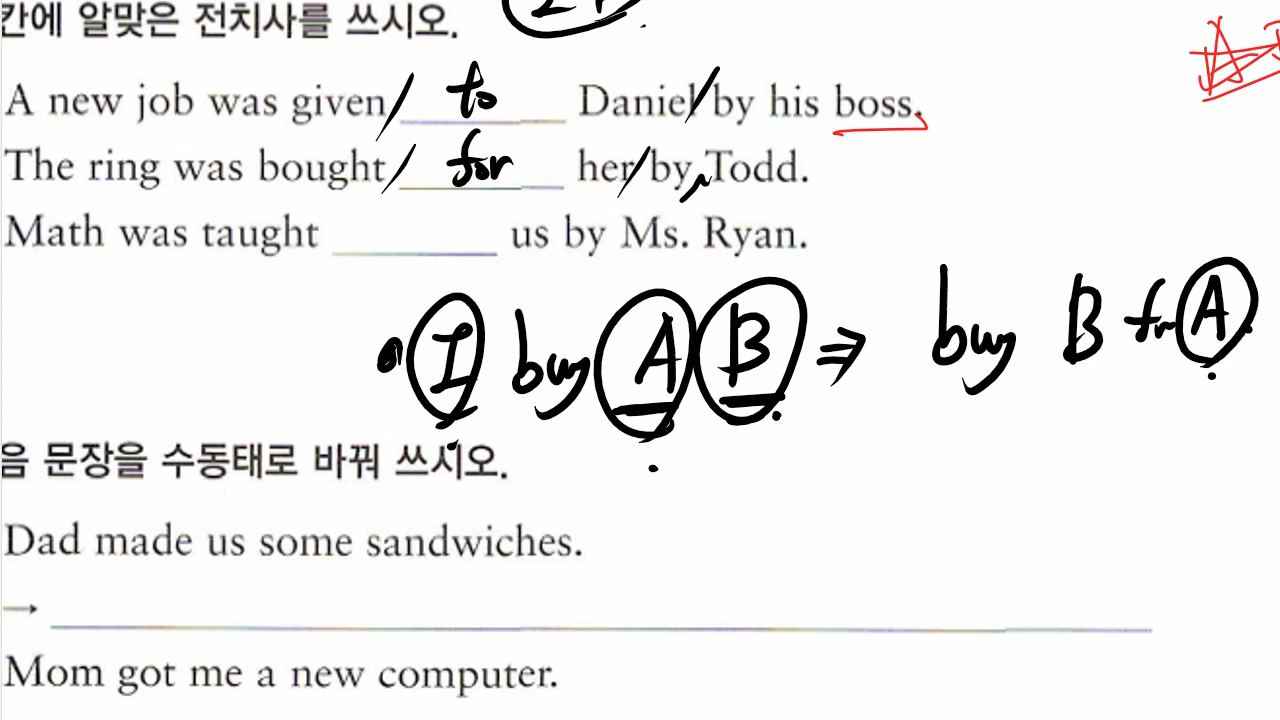 칸에 알맞은 전치사를 쓰시오.
A new job was given / to Daniel / by his boss.
The ring was bought / for her / by Todd.
Math was taught ________ us by Ms. Ryan.
I buy A B ⇒ buy B for A
음 문장을 수동태로 바꿔 쓰시오.
Dad made us some sandwiches.
→
Mom got me a new computer.